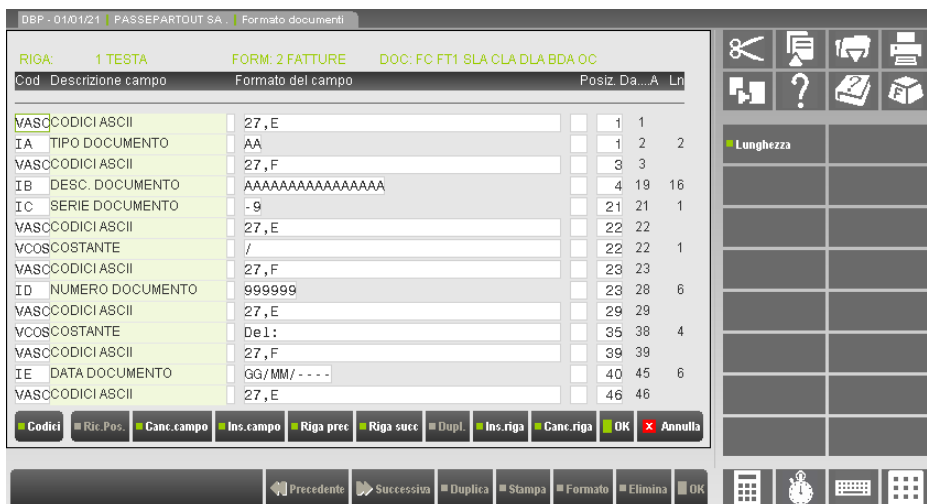 DBP - 01/01/21 | PASSEPARTOUT SA . | Formato documenti
RIGA: 1 TESTA FORM: 2 FATTURE DOC: FC FT1 SLA CLA DLA BDA OC
Cod Descrizione campo Formato del campo Posiz. Da....A Ln
VASC CODICI ASCII 27,E 1 1
IA TIPO DOCUMENTO AA 1 2 2
VASC CODICI ASCII 27,F 3 3
IB DESC. DOCUMENTO AAAAAAAAAAAAAAAA 4 19 16
IC SERIE DOCUMENTO -9 21 21 1
VASC CODICI ASCII 27,E 22 22
VCOS COSTANTE / 22 22 1
VASC CODICI ASCII 27,F 23 23
ID NUMERO DOCUMENTO 999999 23 28 6
VASC CODICI ASCII 27,E 29 29
VCOS COSTANTE Del: 35 38 4
VASC CODICI ASCII 27,F 39 39
IE DATA DOCUMENTO GG/MM/---- 40 45 6
VASC CODICI ASCII 27,E 46 46
Codici Ric.Pos. Canc.campo Ins.campo Riga prec Riga succ Dupl. Ins.riga Canc.riga OK X Annulla
Precedente Successiva Duplica Stampa Formato Elimina OK
Lunghezza